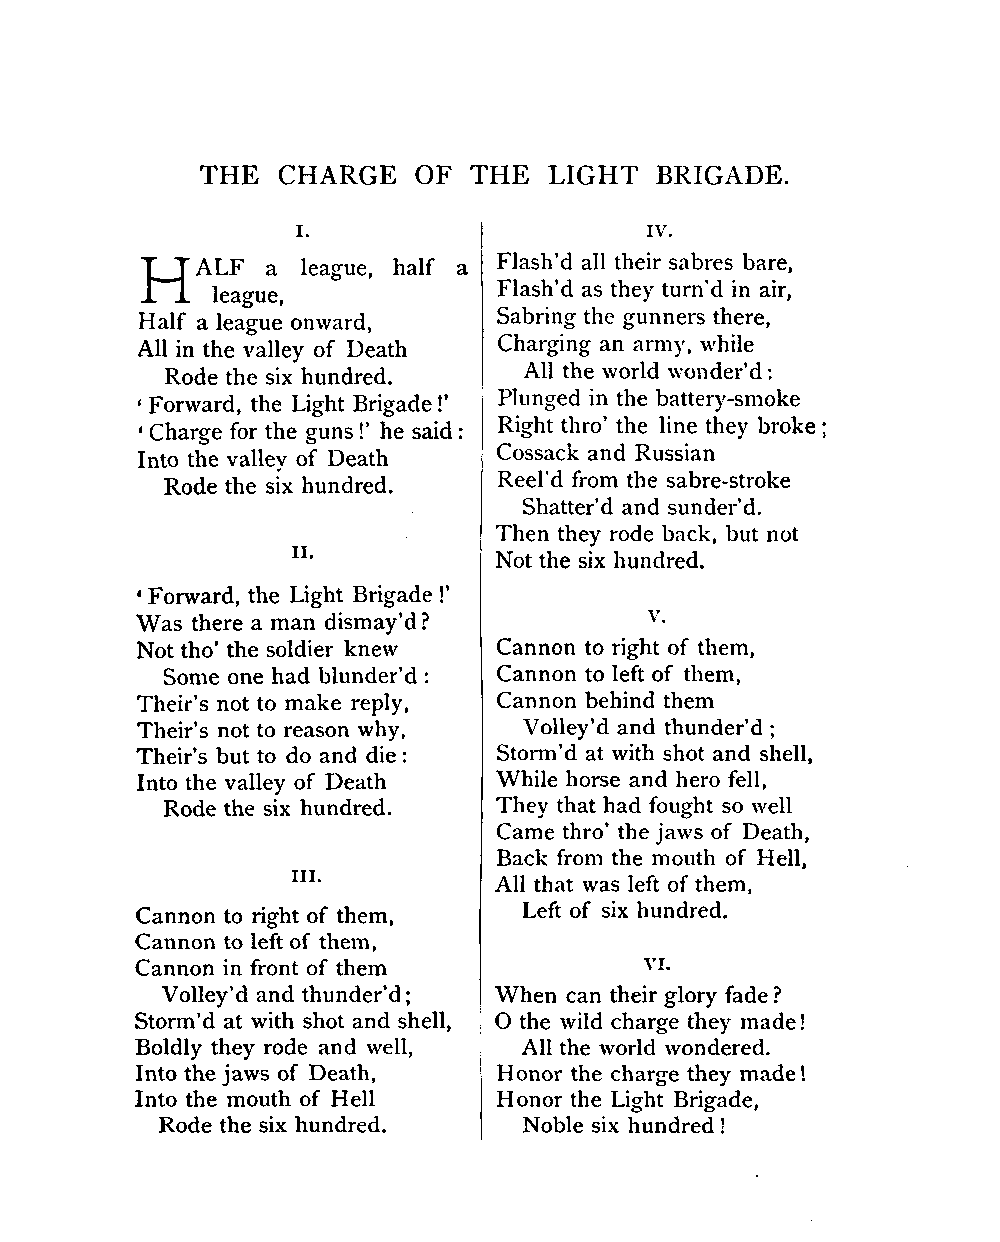 THE CHARGE OF THE LIGHT BRIGADE.
I.
HALF a league, half a
league,
Half a league onward,
All in the valley of Death
Rode the six hundred.
‘Forward, the Light Brigade!’
‘Charge for the guns!’ he said:
Into the valley of Death
Rode the six hundred.
II.
‘Forward, the Light Brigade!’
Was there a man dismay’d?
Not tho’ the soldier knew
Some one had blunder’d:
Their’s not to make reply,
Their’s not to reason why,
Their’s but to do and die:
Into the valley of Death
Rode the six hundred.
III.
Cannon to right of them,
Cannon to left of them,
Cannon in front of them
Volley’d and thunder’d;
Storm’d at with shot and shell,
Boldly they rode and well,
Into the jaws of Death,
Into the mouth of Hell
Rode the six hundred.
IV.
Flash’d all their sabres bare,
Flash’d as they turn’d in air,
Sabring the gunners there,
Charging an army, while
All the world wonder’d:
Plunged in the battery-smoke
Right thro’ the line they broke;
Cossack and Russian
Reel’d from the sabre-stroke
Shatter’d and sunder’d.
Then they rode back, but not
Not the six hundred.
V.
Cannon to right of them,
Cannon to left of them,
Cannon behind them
Volley’d and thunder’d;
Storm’d at with shot and shell,
While horse and hero fell,
They that had fought so well
Came thro’ the jaws of Death,
Back from the mouth of Hell,
All that was left of them,
Left of six hundred.
VI.
When can their glory fade?
O the wild charge they made!
All the world wondered.
Honor the charge they made!
Honor the Light Brigade,
Noble six hundred!